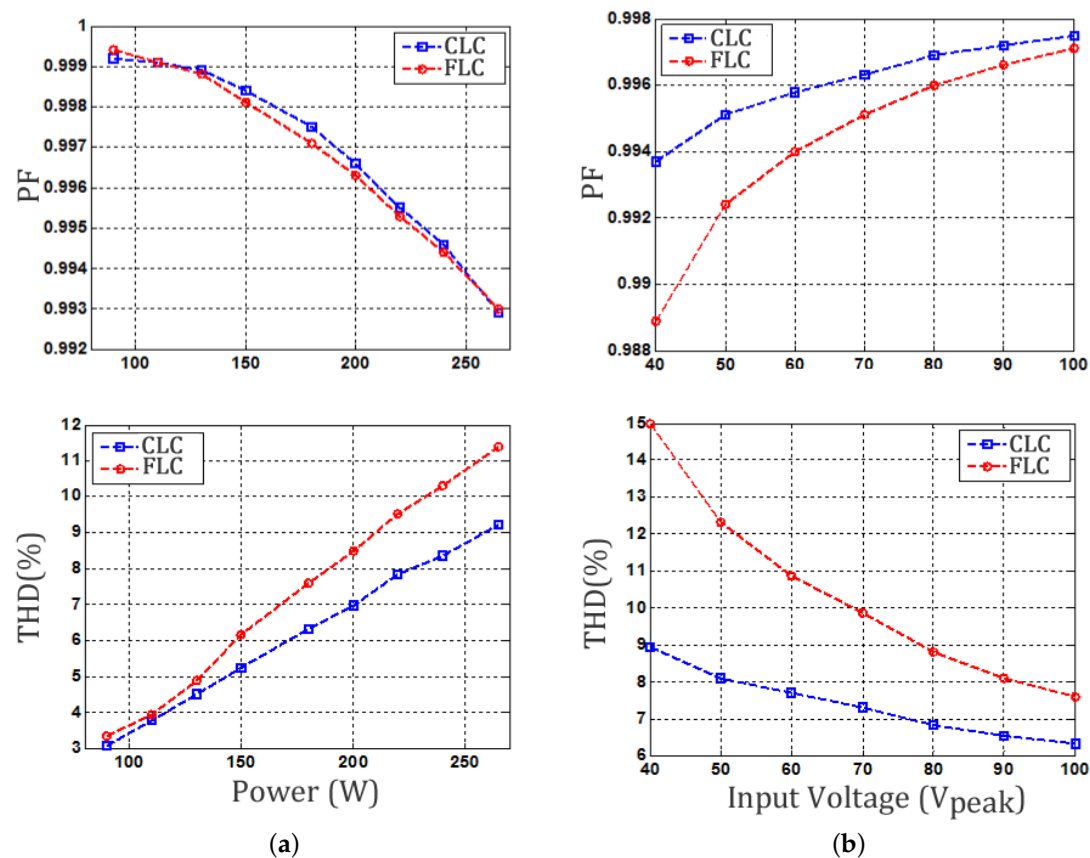 1
0.999
0.998
0.997
0.996
0.995
0.994
0.993
0.992
PF
CLC
FLC
100 150 200 250
0.998
0.996
0.994
0.992
0.99
0.988
PF
CLC
FLC
40 50 60 70 80 90 100
12
11
10
9
8
7
6
5
4
3
THD(%)
CLC
FLC
100 150 200 250
Power (W)
(a)
15
14
13
12
11
10
9
8
7
6
THD(%)
CLC
FLC
40 50 60 70 80 90 100
Input Voltage (Vpeak)
(b)